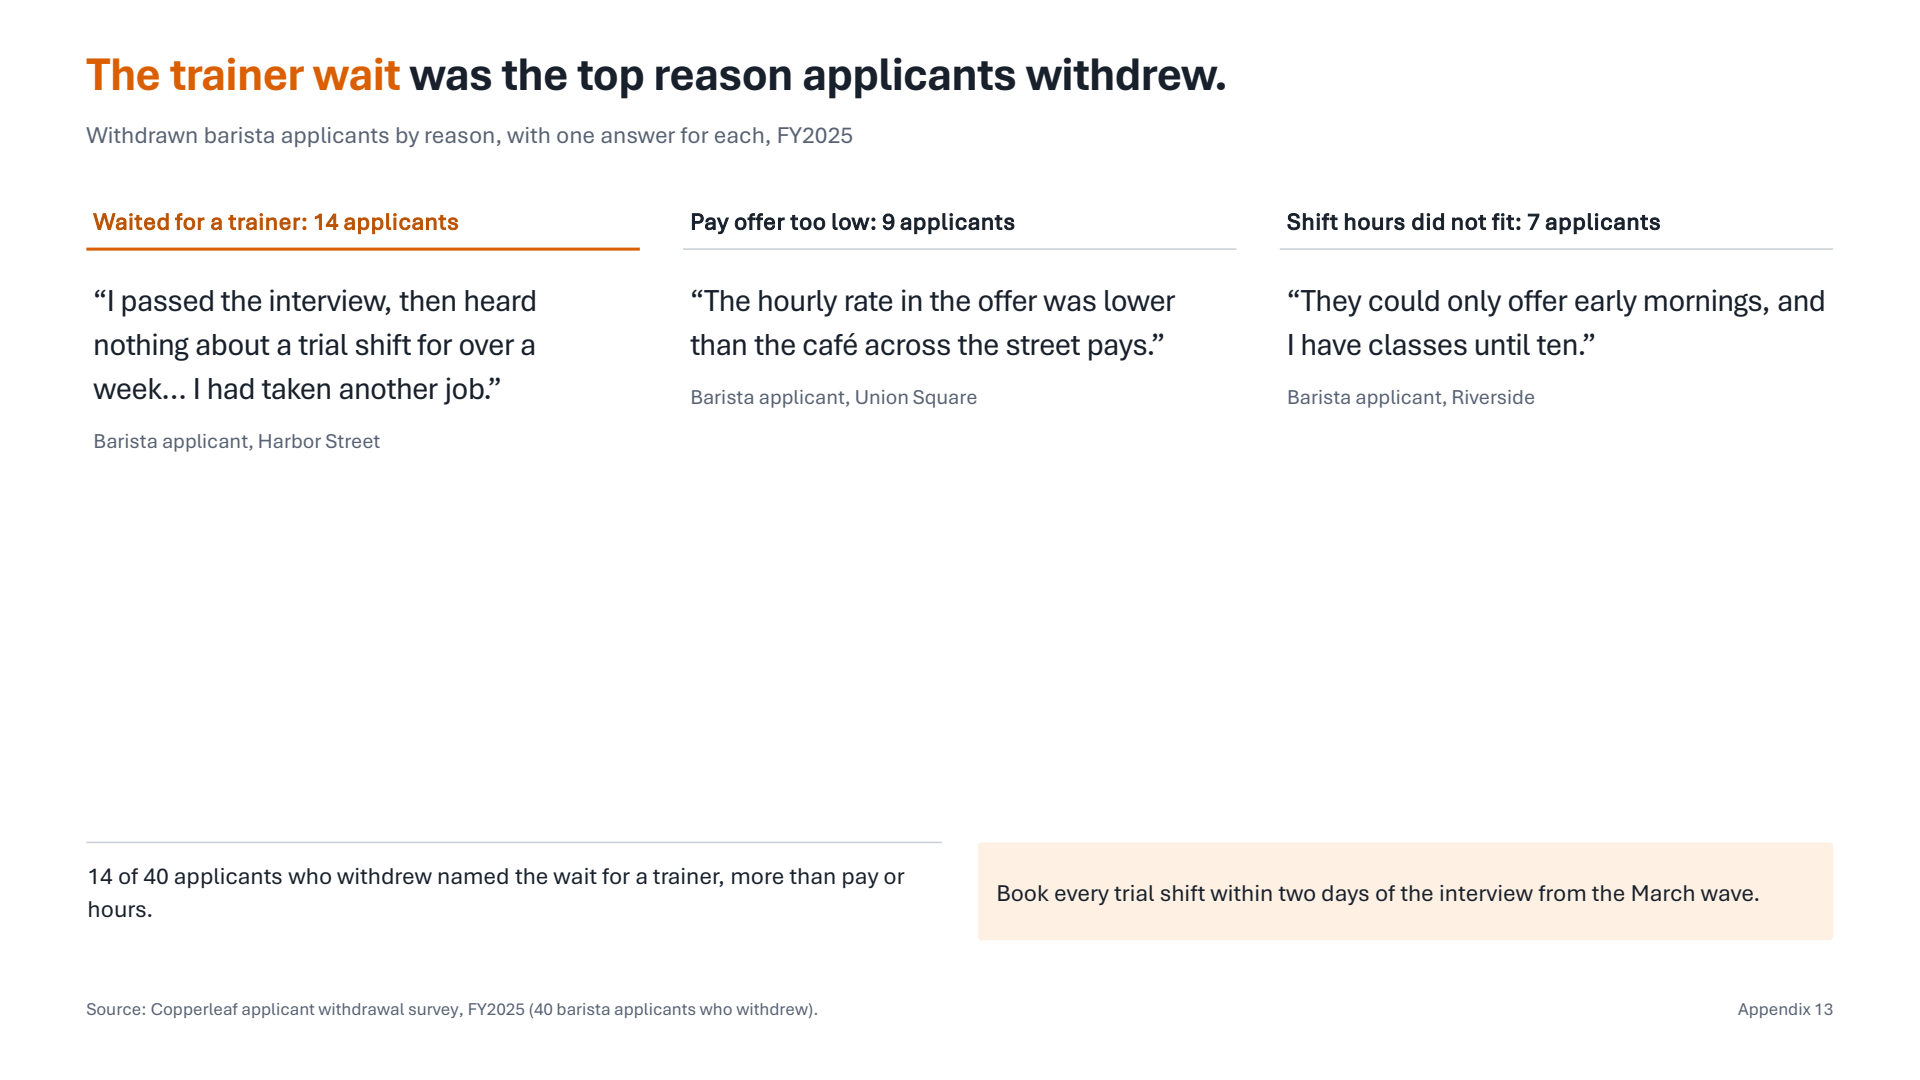 The trainer wait was the top reason applicants withdrew.
Withdrawn barista applicants by reason, with one answer for each, FY2025
Waited for a trainer: 14 applicants
“I passed the interview, then heard
nothing about a trial shift for over a
week… I had taken another job.”
Barista applicant, Harbor Street
Pay offer too low: 9 applicants
“The hourly rate in the offer was lower
than the café across the street pays.”
Barista applicant, Union Square
Shift hours did not fit: 7 applicants
“They could only offer early mornings, and
I have classes until ten.”
Barista applicant, Riverside
14 of 40 applicants who withdrew named the wait for a trainer, more than pay or
hours.
Book every trial shift within two days of the interview from the March wave.
Source: Copperleaf applicant withdrawal survey, FY2025 (40 barista applicants who withdrew).
Appendix 13